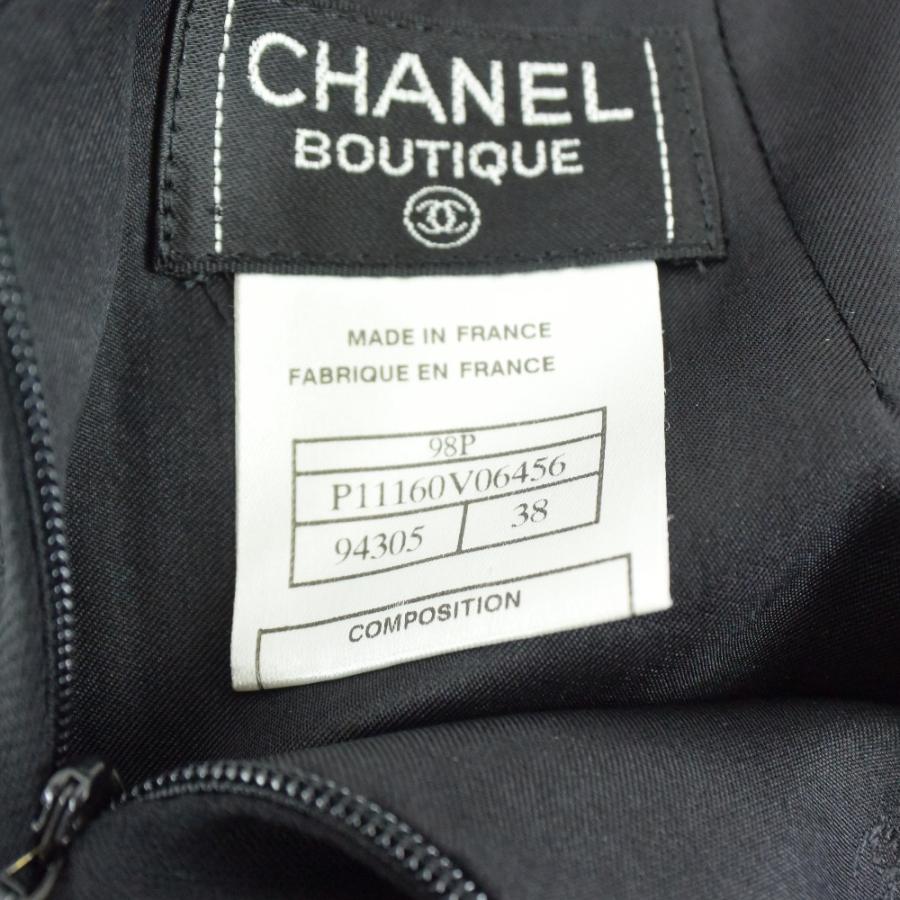 CHANEL
BOUTIQUE
MADE IN FRANCE
FABRIQUE EN FRANCE
98P
P11160V06456
94305 38
COMPOSITION